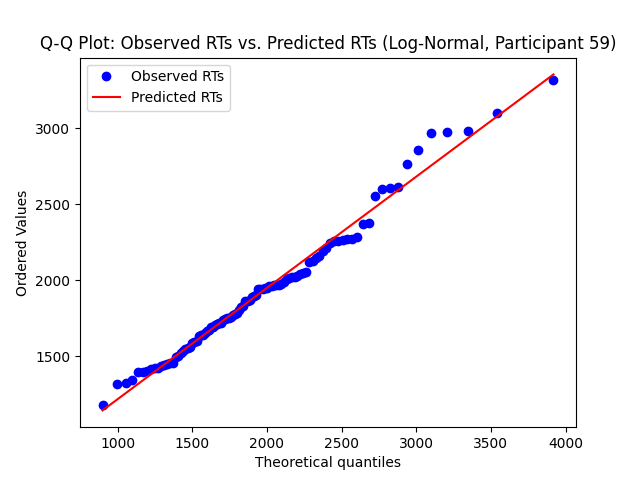 Q-Q Plot: Observed RTs vs. Predicted RTs (Log-Normal, Participant 59)
Observed RTs
Predicted RTs
Ordered Values
3000
2500
2000
1500
1000 1500 2000 2500 3000 3500 4000
Theoretical quantiles